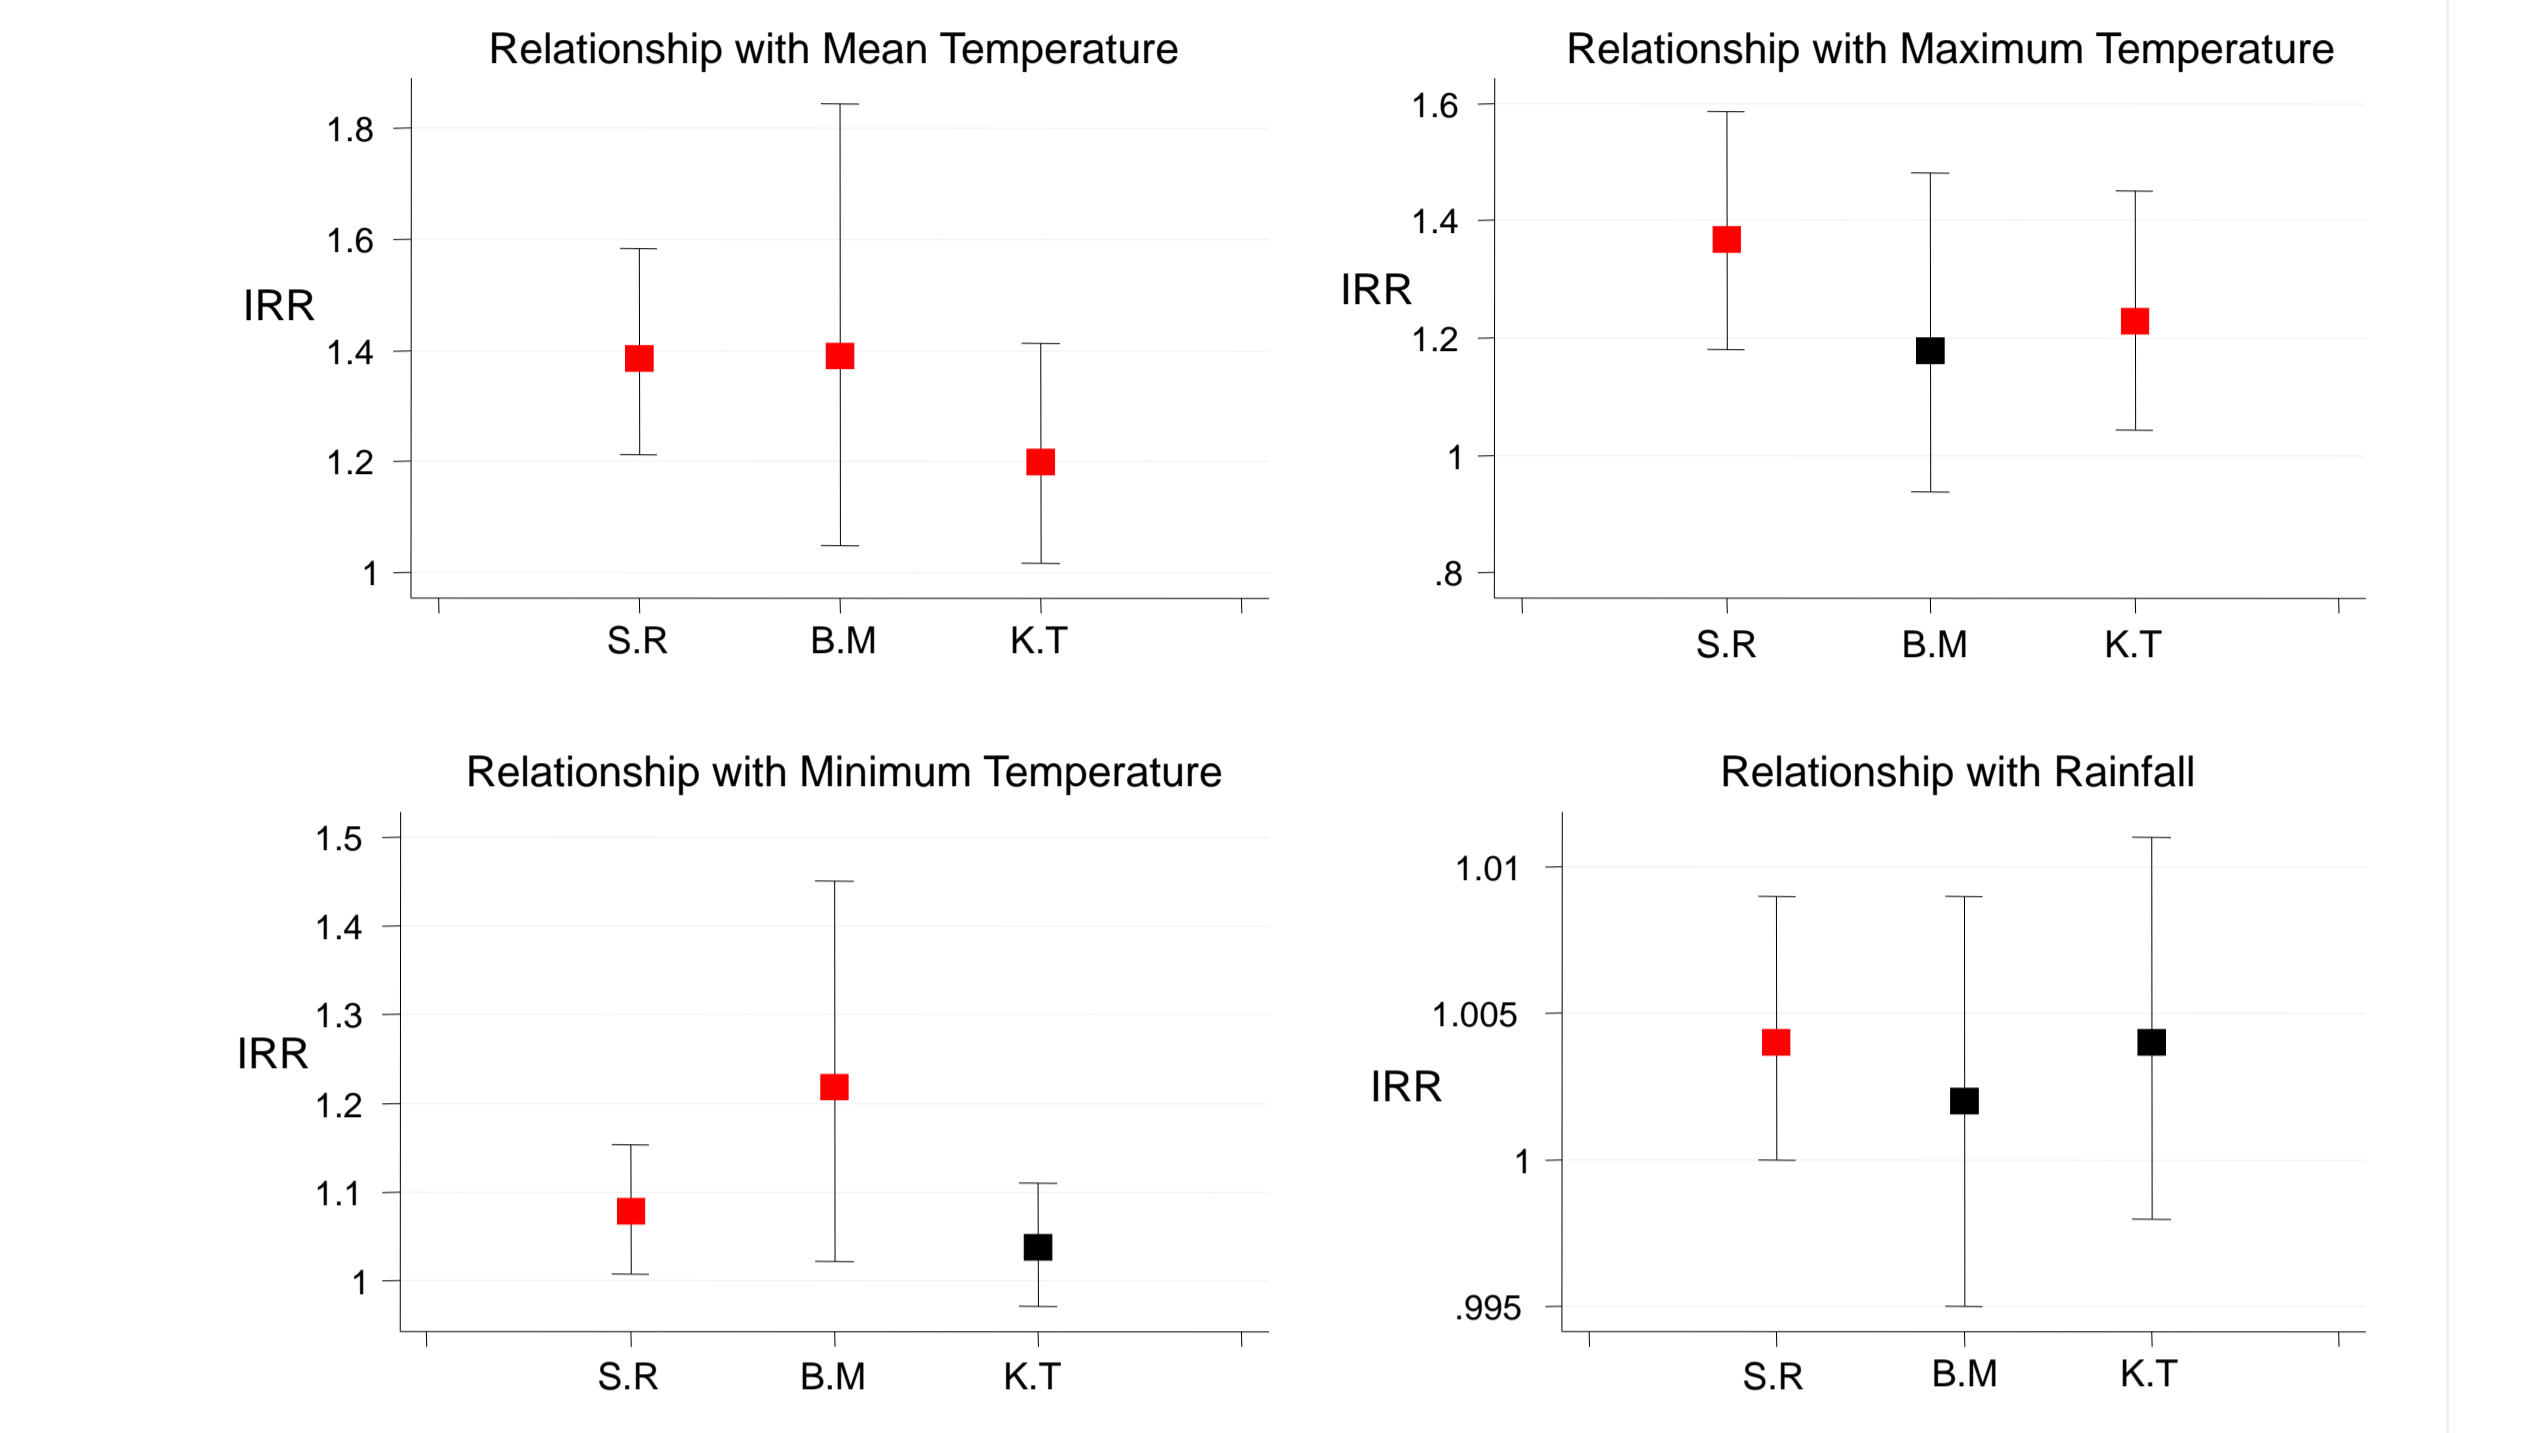 Relationship with Mean Temperature
1.8
1.6
IRR
1.4
1.2
1
S.R B.M K.T
Relationship with Maximum Temperature
1.6
1.4
IRR
1.2
1
.8
S.R B.M K.T
Relationship with Minimum Temperature
1.5
1.4
1.3
IRR
1.2
1.1
1
S.R B.M K.T
Relationship with Rainfall
1.01
1.005
IRR
1
.995
S.R B.M K.T